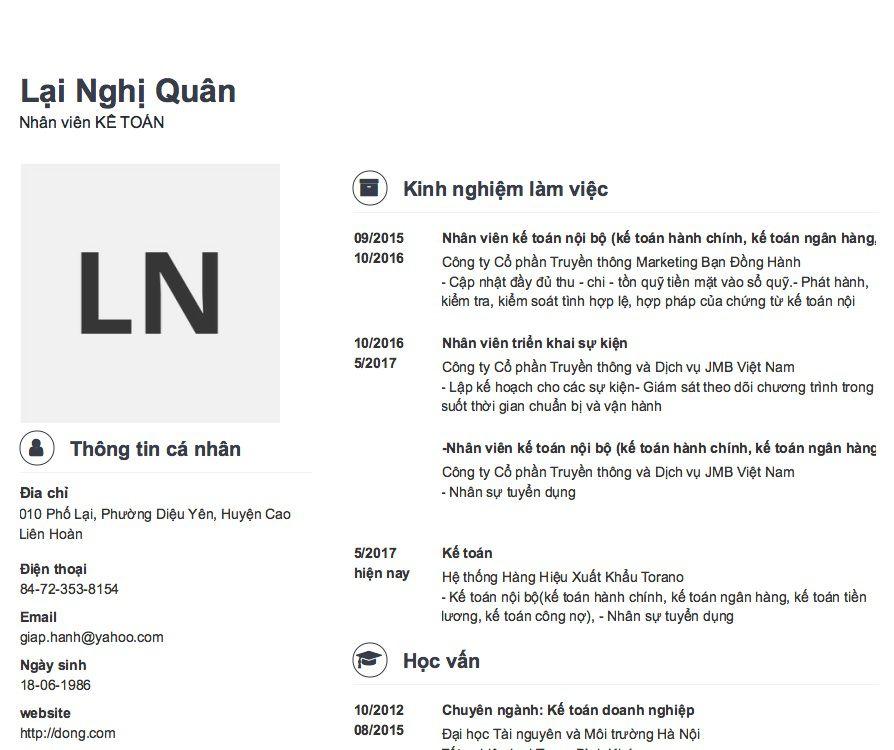 Lại Nghị Quân
Nhân viên KẾ TOÁN
LN
Thông tin cá nhân
Đia chỉ
010 Phố Lại, Phường Diệu Yên, Huyện Cao
Liên Hoàn
Điện thoại
84-72-353-8154
Email
giap.hanh@yahoo.com
Ngày sinh
18-06-1986
website
http://dong.com
Kinh nghiệm làm việc
09/2015
10/2016
Nhân viên kế toán nội bộ (kế toán hành chính, kế toán ngân hàng,
Công ty Cổ phần Truyền thông Marketing Bạn Đồng Hành
- Cập nhật đầy đủ thu - chi - tồn quỹ tiền mặt vào sổ quỹ.- Phát hành,
kiểm tra, kiểm soát tình hợp lệ, hợp pháp của chứng từ kế toán nội
10/2016
5/2017
Nhân viên triển khai sự kiện
Công ty Cổ phần Truyền thông và Dịch vụ JMB Việt Nam
- Lập kế hoạch cho các sự kiện- Giám sát theo dõi chương trình trong
suốt thời gian chuẩn bị và vận hành
-Nhân viên kế toán nội bộ (kế toán hành chính, kế toán ngân hàng
Công ty Cổ phần Truyền thông và Dịch vụ JMB Việt Nam
- Nhân sự tuyển dụng
5/2017
hiện nay
Kế toán
Hệ thống Hàng Hiệu Xuất Khẩu Torano
- Kế toán nội bộ(kế toán hành chính, kế toán ngân hàng, kế toán tiền
lương, kế toán công nợ), - Nhân sự tuyển dụng
Học vấn
10/2012
08/2015
Chuyên ngành: Kế toán doanh nghiệp
Đại học Tài nguyên và Môi trường Hà Nội